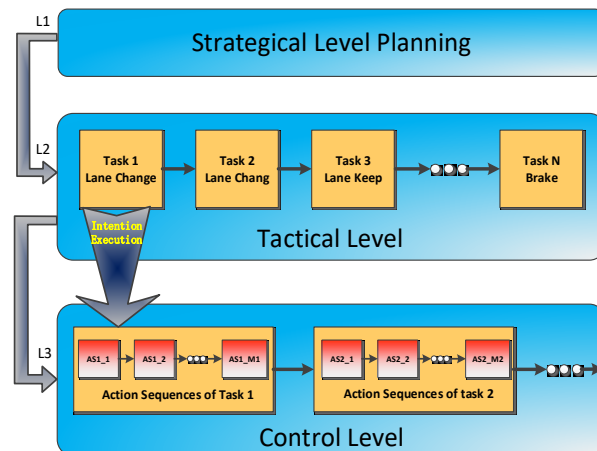 L1
Strategical Level Planning
L2
Task 1
Lane Change
Task 2
Lane Chang
Task 3
Lane Keep
Task N
Brake
Intention
Execution
Tactical Level
L3
AS1_1
AS1_2
AS1_M1
Action Sequences of Task 1
AS2_1
AS2_2
AS2_M2
Action Sequences of task 2
Control Level